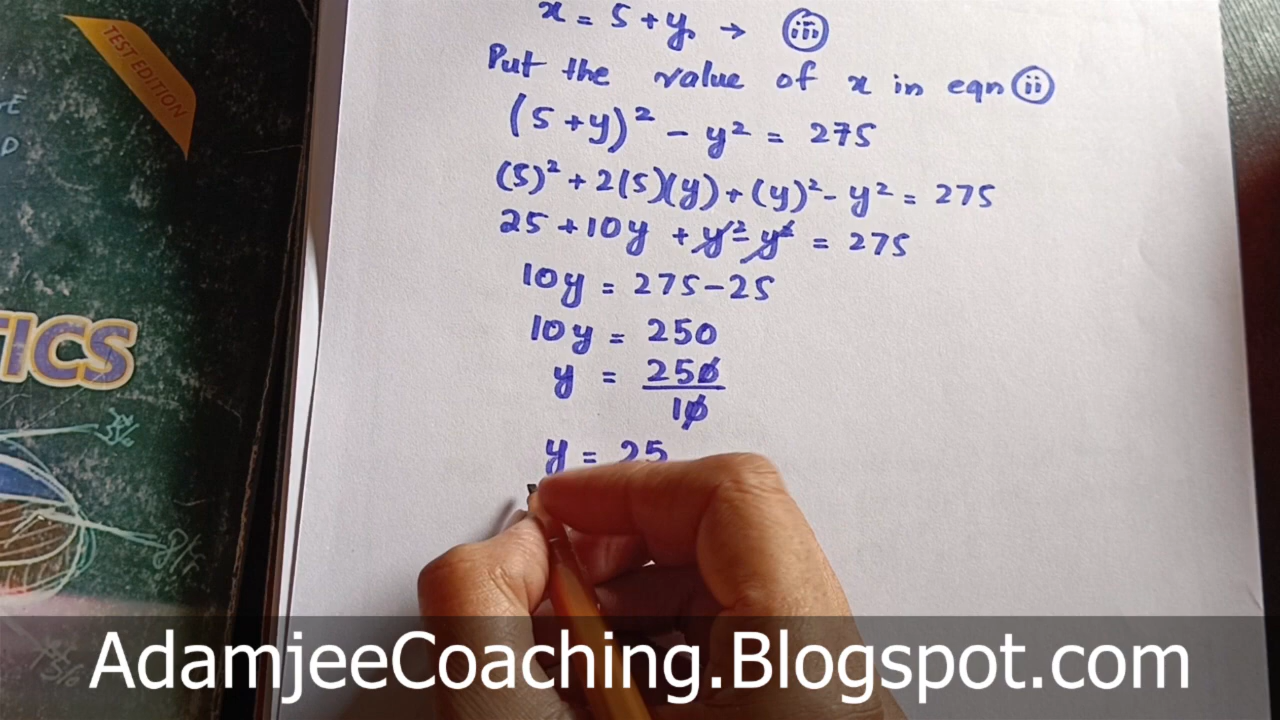 TEST EDITION
x = 5 + y. → (iii)
Put the value of x in eqn (ii)
(5 + y)² - y² = 275
(5)² + 2(5)(y) + (y)² - y² = 275
25 + 10y + y² - y² = 275
10y = 275 - 25
10y = 250
y = 250/10
y = 25
TICS
AdamjeeCoaching.Blogspot.com